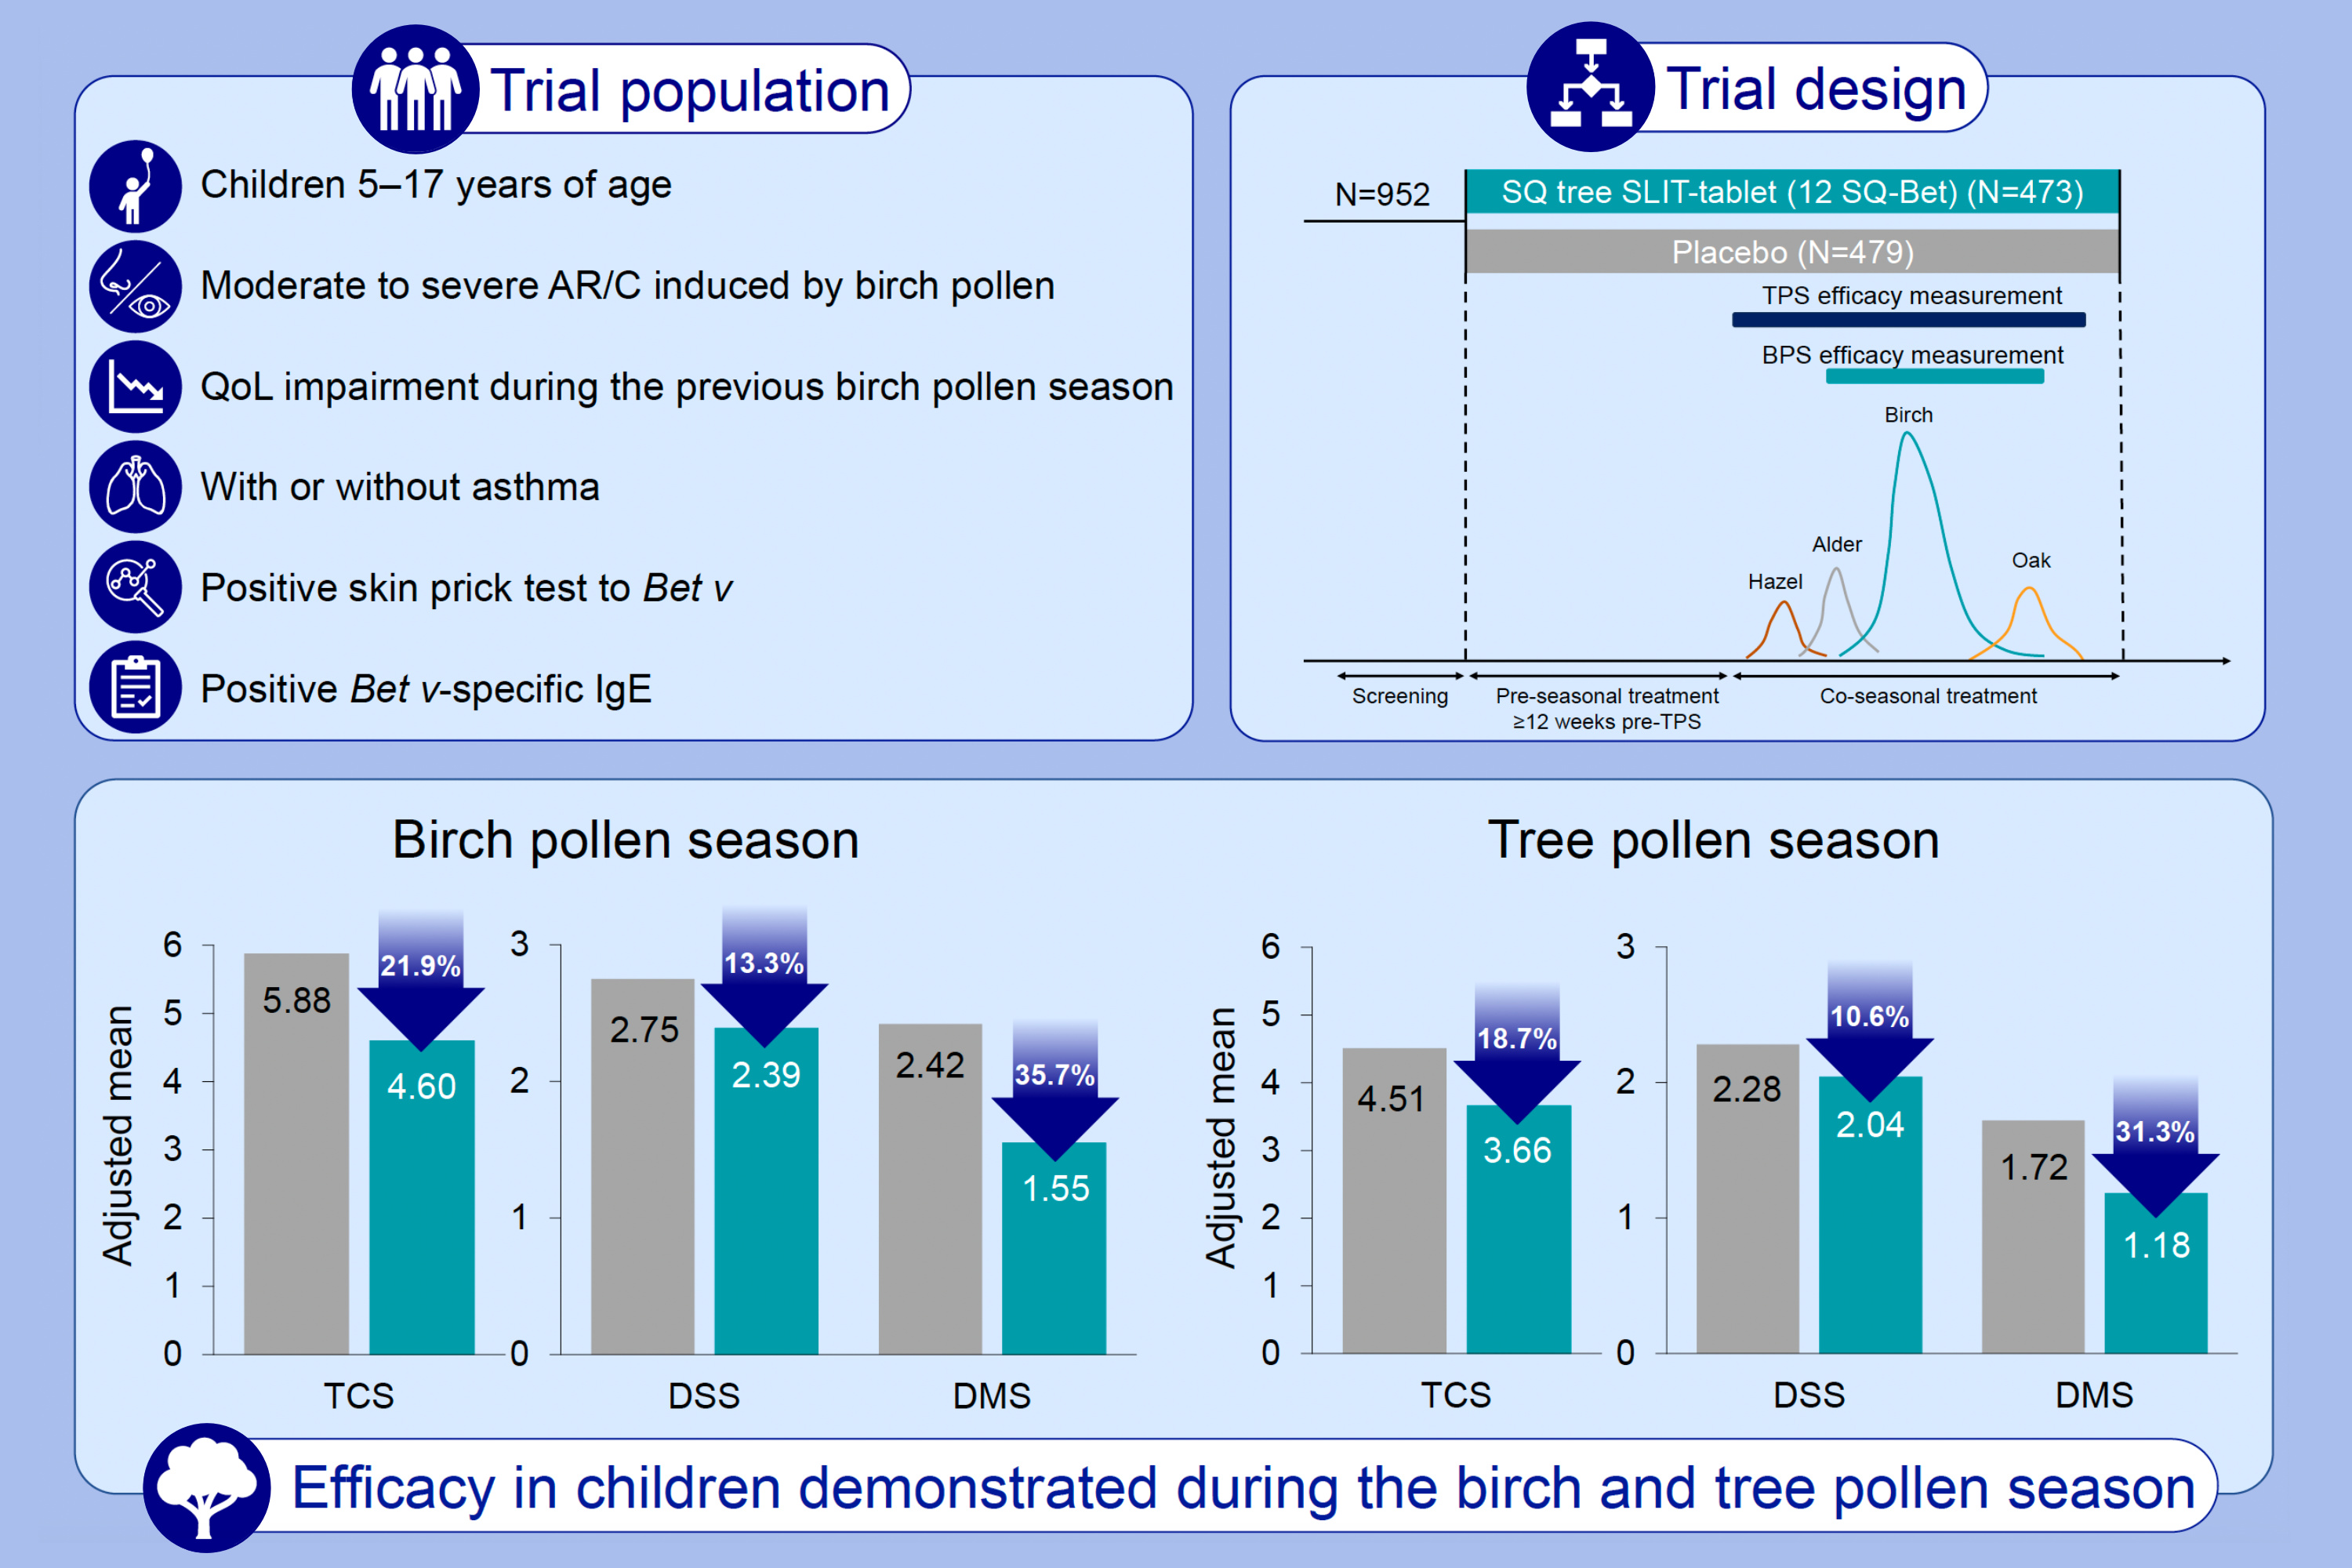 Trial population
Children 5–17 years of age
Moderate to severe AR/C induced by birch pollen
QoL impairment during the previous birch pollen season
With or without asthma
Positive skin prick test to Bet v
Positive Bet v-specific IgE
Trial design
N=952
SQ tree SLIT-tablet (12 SQ-Bet) (N=473)
Placebo (N=479)
TPS efficacy measurement
BPS efficacy measurement
Birch
Alder
Oak
Hazel
Screening
Pre-seasonal treatment
≥12 weeks pre-TPS
Co-seasonal treatment
Birch pollen season
Adjusted mean
6
5
4
3
2
1
0
5.88
21.9%
4.60
TCS
3
2
1
0
2.75
13.3%
2.39
DSS
2.42
35.7%
1.55
DMS
Tree pollen season
Adjusted mean
6
5
4
3
2
1
0
4.51
18.7%
3.66
TCS
3
2
1
0
2.28
10.6%
2.04
DSS
1.72
31.3%
1.18
DMS
Efficacy in children demonstrated during the birch and tree pollen season